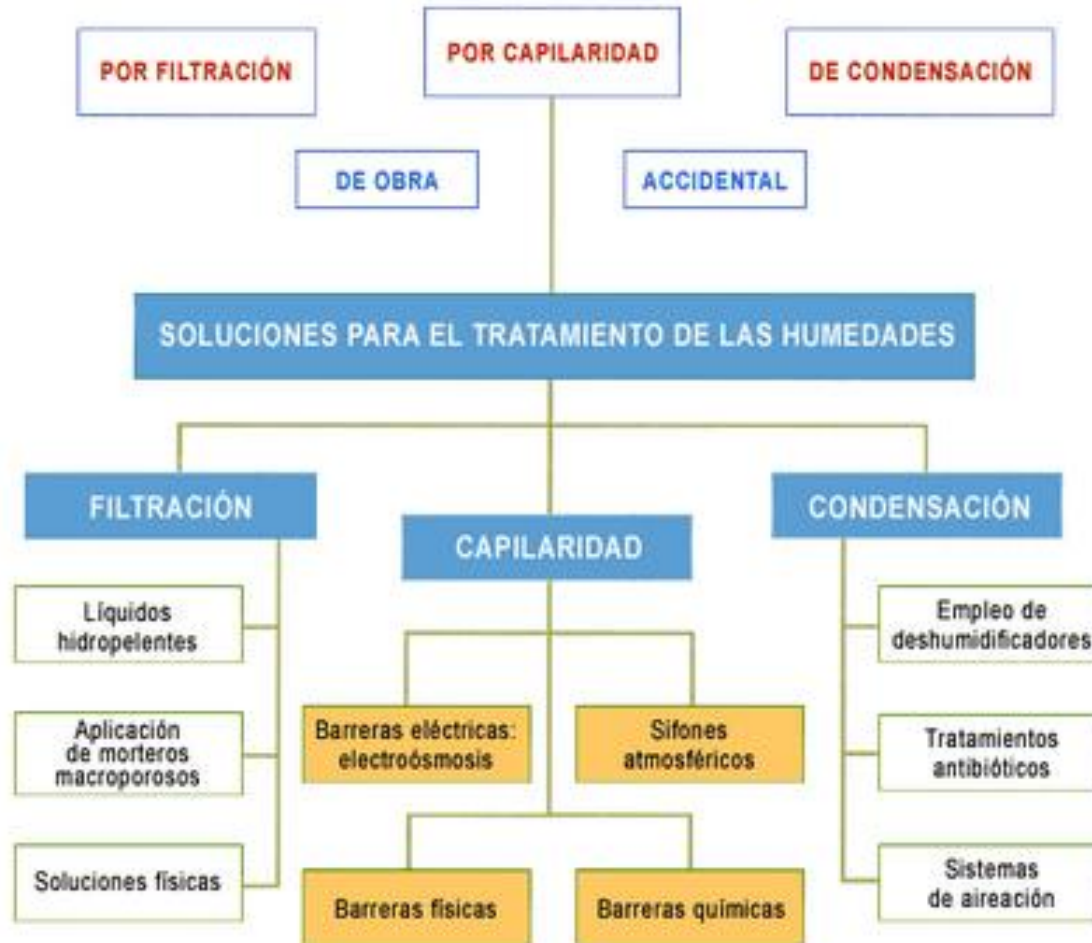 POR FILTRACIÓN
POR CAPILARIDAD
DE CONDENSACIÓN
DE OBRA
ACCIDENTAL
SOLUCIONES PARA EL TRATAMIENTO DE LAS HUMEDADES
FILTRACIÓN
Líquidos
hidropelentes
Aplicación
de morteros
macroporosos
Soluciones físicas
CAPILARIDAD
Barreras eléctricas:
electroósmosis
Sifones
atmosféricos
Barreras físicas
Barreras químicas
CONDENSACIÓN
Empleo de
deshumidificadores
Tratamientos
antibióticos
Sistemas
de aireación